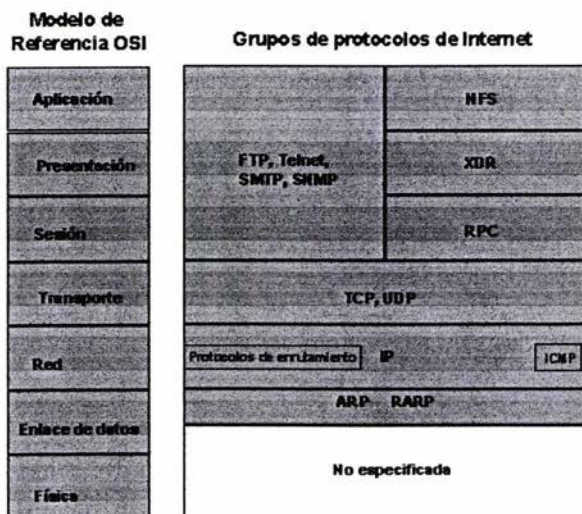 Modelo de
Referencia OSI
Grupos de protocolos de Internet
Aplicación
Presentación
Sesión
Transporte
Red
Enlace de datos
Física
FTP, Telnet,
SMTP, SNMP
NFS
XDR
RPC
TCP, UDP
Protocolos de enrutamiento
IP
ICMP
ARP RARP
No especificada